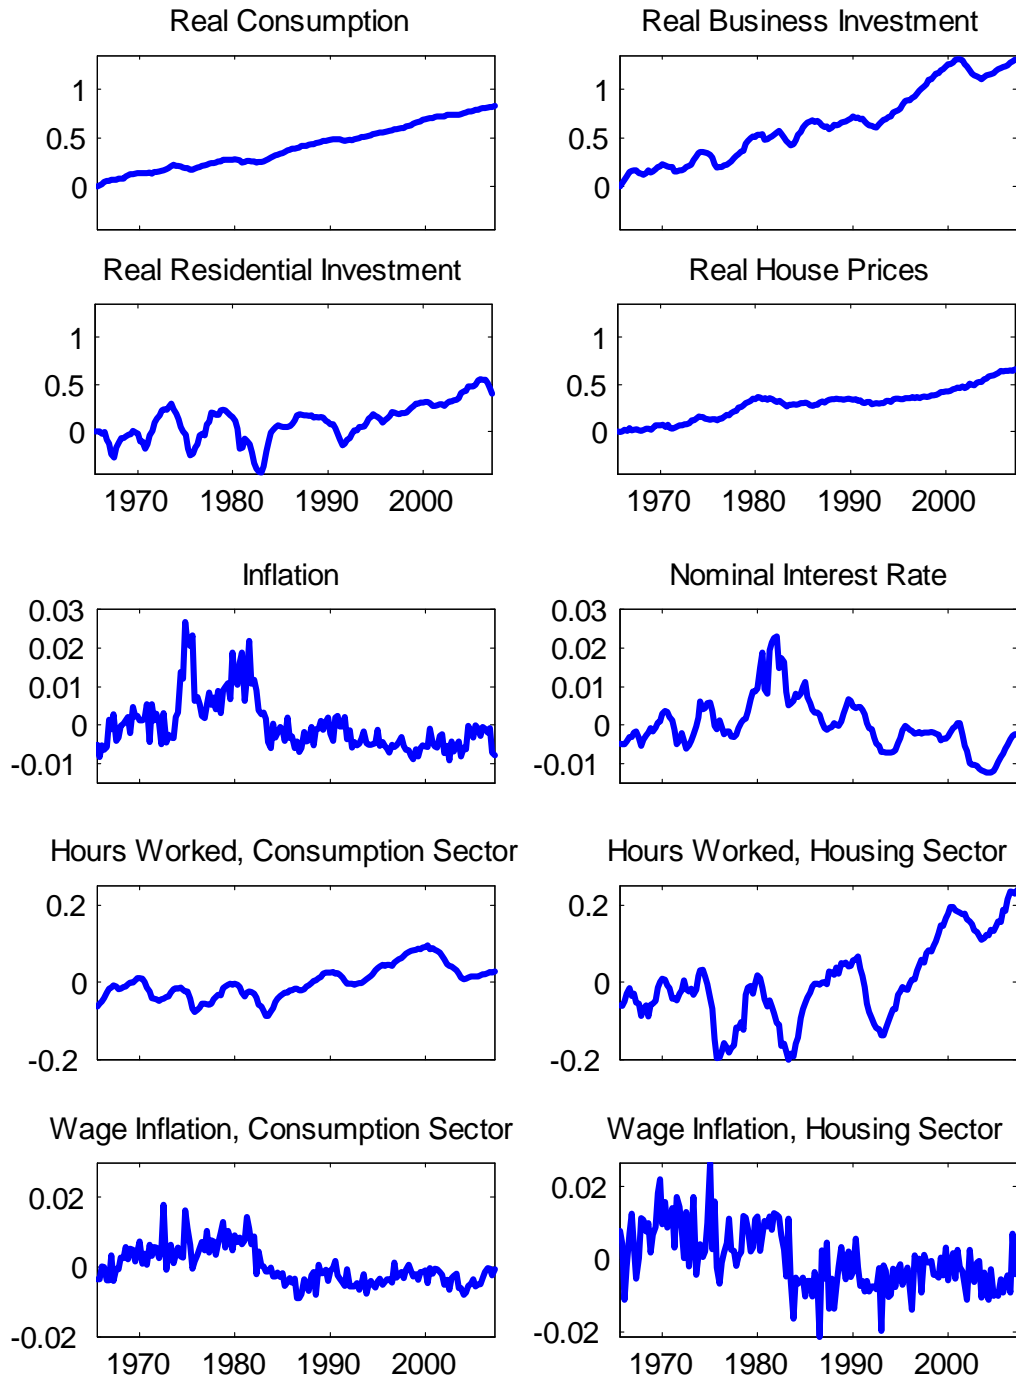 Real Consumption
1
0.5
0
Real Business Investment
1
0.5
0
Real Residential Investment
1
0.5
0
1970 1980 1990 2000
Real House Prices
1
0.5
0
1970 1980 1990 2000
Inflation
0.03
0.02
0.01
0
-0.01
Nominal Interest Rate
0.03
0.02
0.01
0
-0.01
Hours Worked, Consumption Sector
0.2
0
-0.2
Hours Worked, Housing Sector
0.2
0
-0.2
Wage Inflation, Consumption Sector
0.02
0
-0.02
1970 1980 1990 2000
Wage Inflation, Housing Sector
0.02
0
-0.02
1970 1980 1990 2000